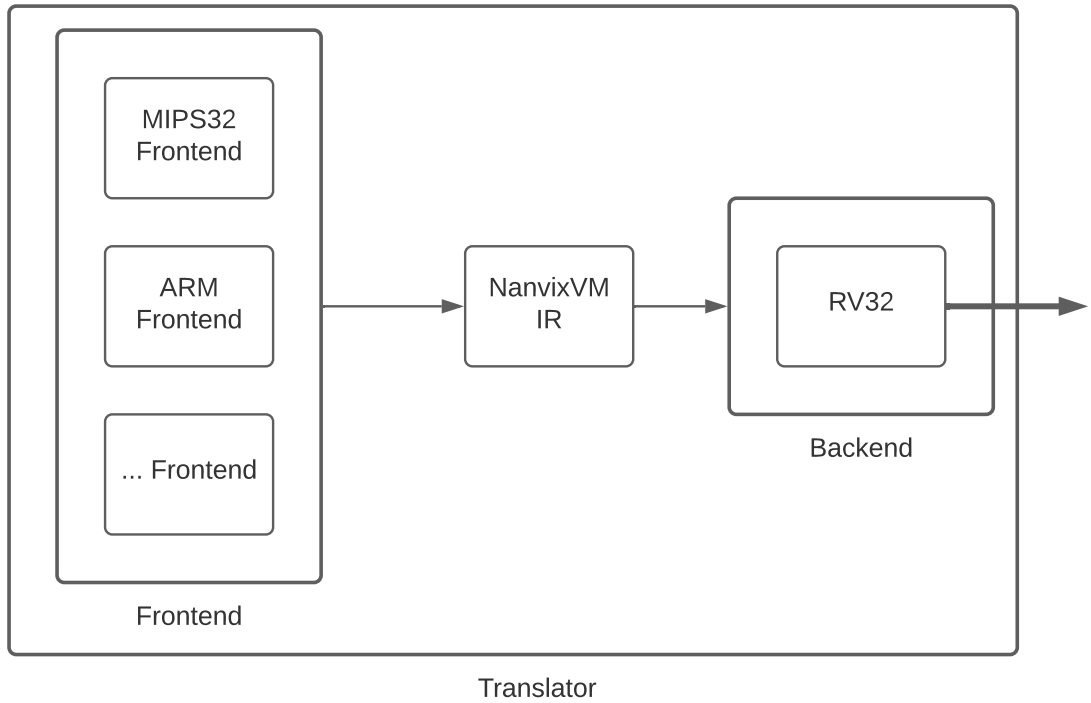 MIPS32
Frontend
ARM
Frontend
... Frontend
Frontend
NanvixVM
IR
RV32
Backend
Translator